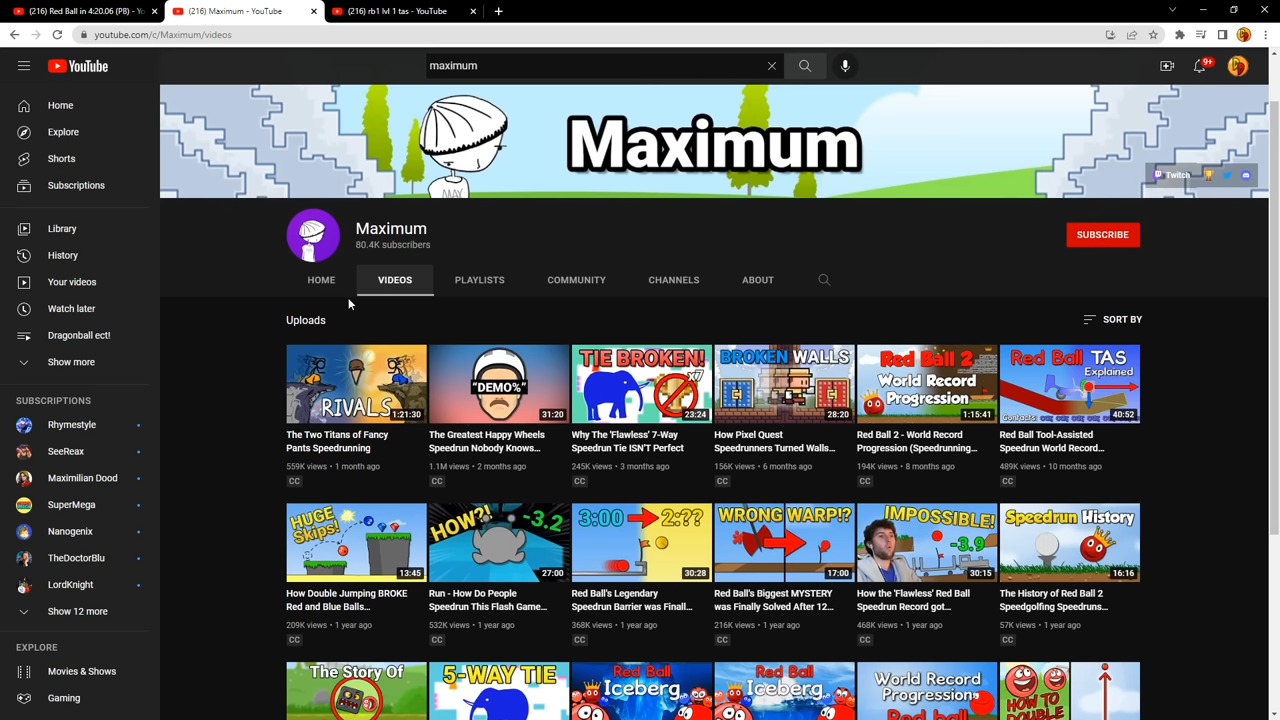 (216) Red Ball in 4:20.06 (PB) - Yo
(216) Maximum - YouTube
(216) rb1 lvl 1 tas - YouTube
youtube.com/c/Maximum/videos
YouTube
maximum
9+
Home
Explore
Shorts
Subscriptions
Library
History
Your videos
Watch later
Dragonball ect!
Show more
SUBSCRIPTIONS
Rhymestyle
SeeReax
Maximilian Dood
SuperMega
Nanogenix
TheDoctorBlu
LordKnight
Show 12 more
EXPLORE
Movies & Shows
Gaming
MAX
Maximum
Twitch
Maximum
80.4K subscribers
SUBSCRIBE
HOME
VIDEOS
PLAYLISTS
COMMUNITY
CHANNELS
ABOUT
Uploads
SORT BY
RIVALS
1:21:30
The Two Titans of Fancy
Pants Speedrunning
559K views • 1 month ago
CC
"DEMO%"
31:20
The Greatest Happy Wheels
Speedrun Nobody Knows...
1.1M views • 2 months ago
CC
TIE BROKEN!
x7
23:24
Why The 'Flawless' 7-Way
Speedrun Tie ISN'T Perfect
245K views • 3 months ago
CC
BROKEN WALLS
28:20
How Pixel Quest
Speedrunners Turned Walls...
156K views • 6 months ago
CC
Red Ball 2
World Record
Progression
1:15:41
Red Ball 2 - World Record
Progression (Speedrunning...
194K views • 8 months ago
CC
Red Ball TAS
Explained
40:52
Red Ball Tool-Assisted
Speedrun World Record...
489K views • 10 months ago
CC
HUGE
Skips!
13:45
How Double Jumping BROKE
Red and Blue Balls...
209K views • 1 year ago
CC
HOW?!
-3.2
27:00
Run - How Do People
Speedrun This Flash Game...
532K views • 1 year ago
CC
3:00 2:??
30:28
Red Ball's Legendary
Speedrun Barrier was Finall...
368K views • 1 year ago
CC
WRONG WARP!?
17:00
Red Ball's Biggest MYSTERY
was Finally Solved After 12...
216K views • 1 year ago
CC
IMPOSSIBLE!
-3.9
30:15
How the 'Flawless' Red Ball
Speedrun Record got...
468K views • 1 year ago
CC
Speedrun History
16:16
The History of Red Ball 2
Speedgolfing Speedruns...
57K views • 1 year ago
CC
The Story Of
5-WAY TIE
Red Ball
Iceberg
Red Ball
Iceberg
World Record
Progression
Red ball
HOW TO
DOUBLE